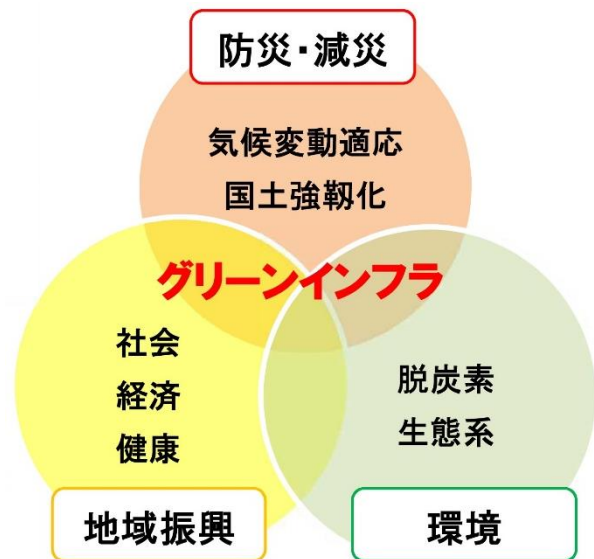 防災・減災
気候変動適応
国土強靱化
グリーンインフラ
社会
経済
健康
脱炭素
生態系
地域振興
環境